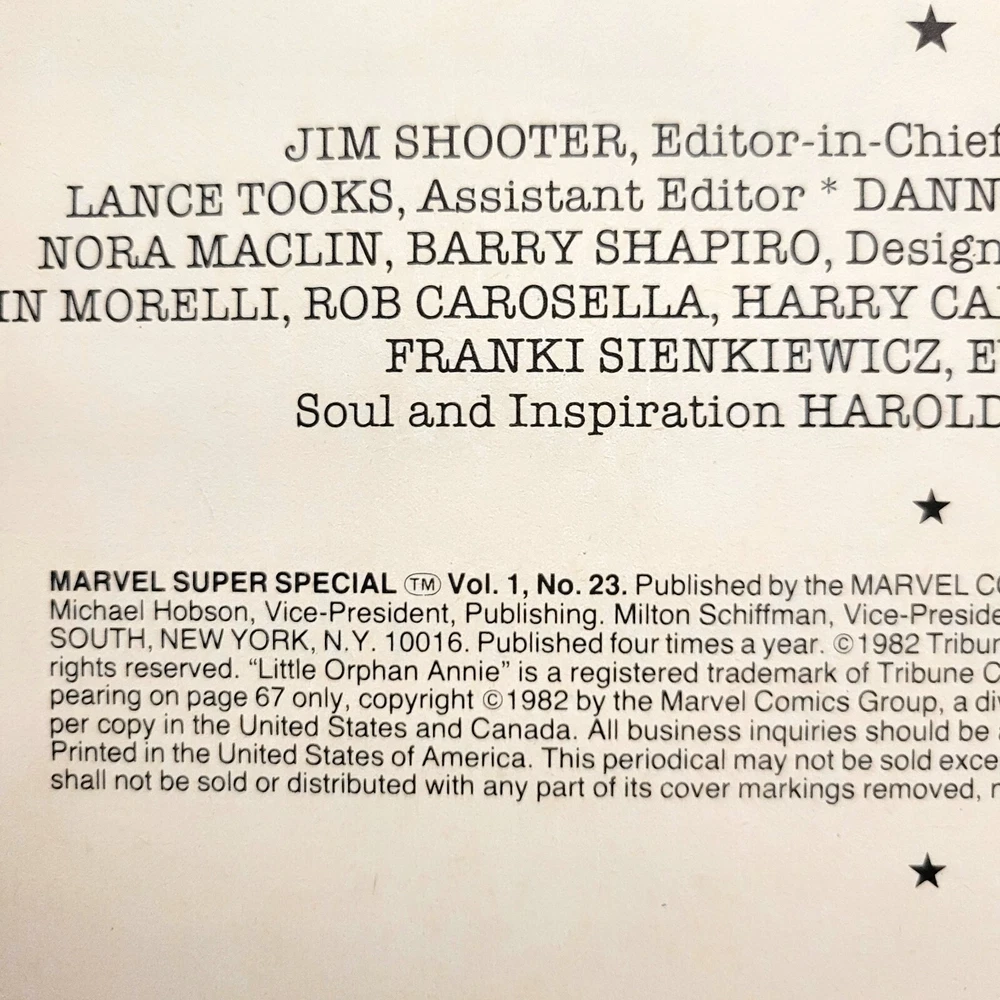 JIM SHOOTER, Editor-in-Chief
LANCE TOOKS, Assistant Editor * DANN
NORA MACLIN, BARRY SHAPIRO, Design
IN MORELLI, ROB CAROSELLA, HARRY CA
FRANKI SIENKIEWICZ, E
Soul and Inspiration HAROLD
MARVEL SUPER SPECIAL ™ Vol. 1, No. 23. Published by the MARVEL CO
Michael Hobson, Vice-President, Publishing. Milton Schiffman, Vice-Preside
SOUTH, NEW YORK, N.Y. 10016. Published four times a year. ©1982 Tribun
rights reserved. “Little Orphan Annie” is a registered trademark of Tribune C
pearing on page 67 only, copyright ©1982 by the Marvel Comics Group, a div
per copy in the United States and Canada. All business inquiries should be
Printed in the United States of America. This periodical may not be sold exce
shall not be sold or distributed with any part of its cover markings removed,